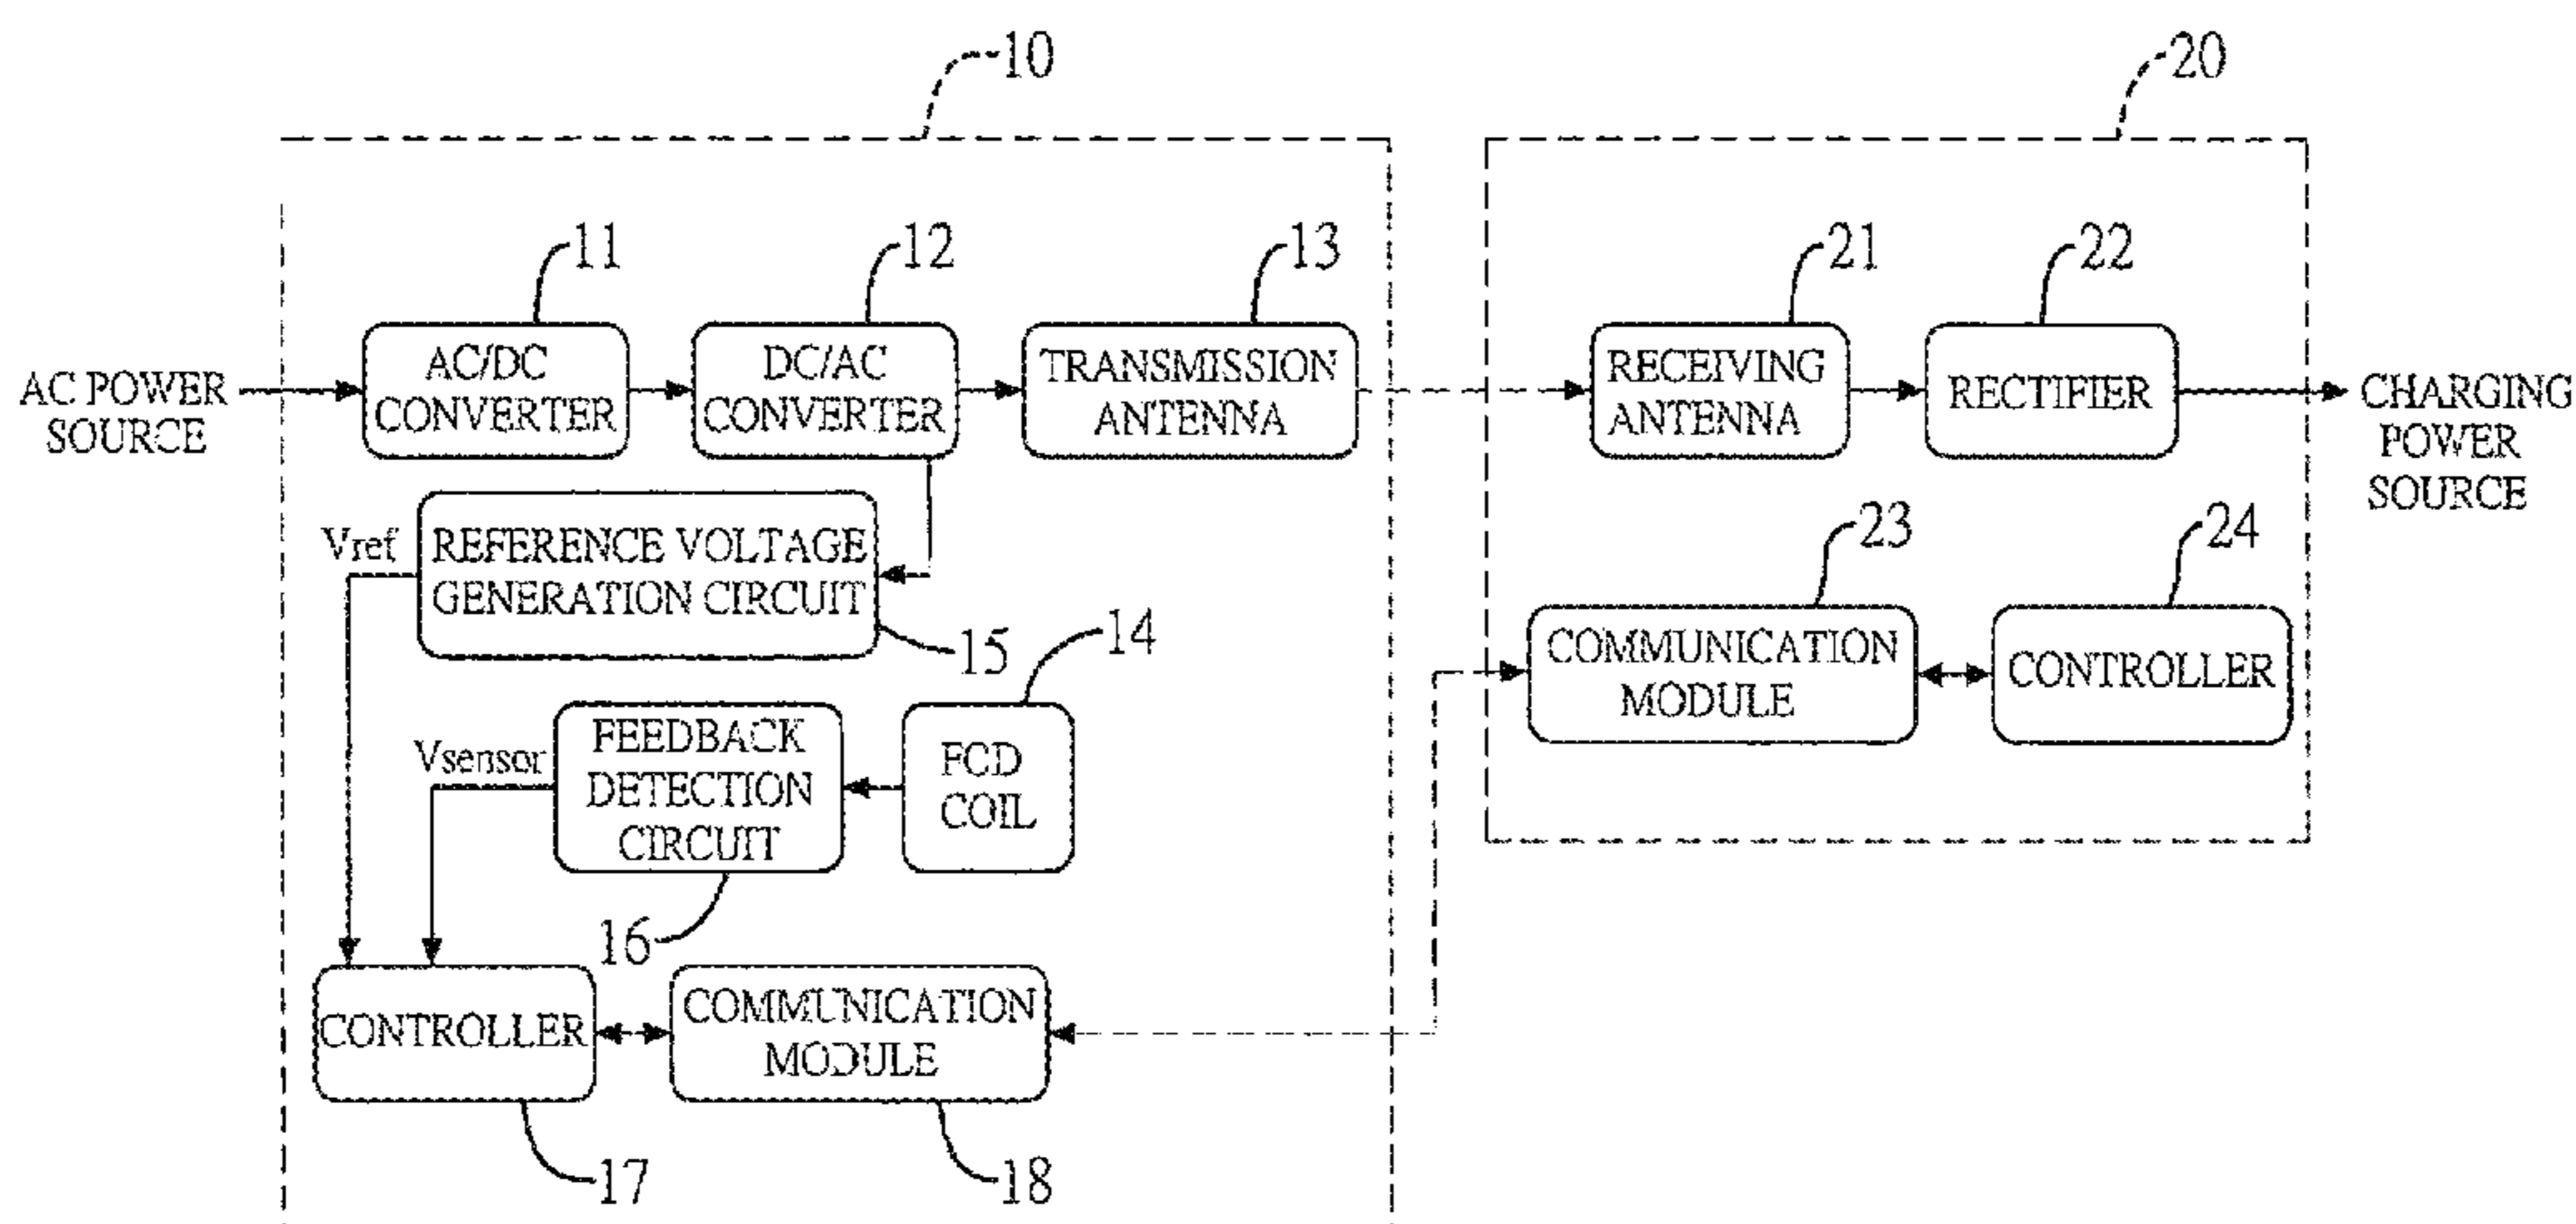 10
20
11
12
13
21
22
AC POWER
SOURCE
AC/DC
CONVERTER
DC/AC
CONVERTER
TRANSMISSION
ANTENNA
RECEIVING
ANTENNA
RECTIFIER
CHARGING
POWER
SOURCE
Vref
REFERENCE VOLTAGE
GENERATION CIRCUIT
15
14
23
24
COMMUNICATION
MODULE
CONTROLLER
Vsensor
FEEDBACK
DETECTION
CIRCUIT
FOD
COIL
16
CONTROLLER
COMMUNICATION
MODULE
17
18